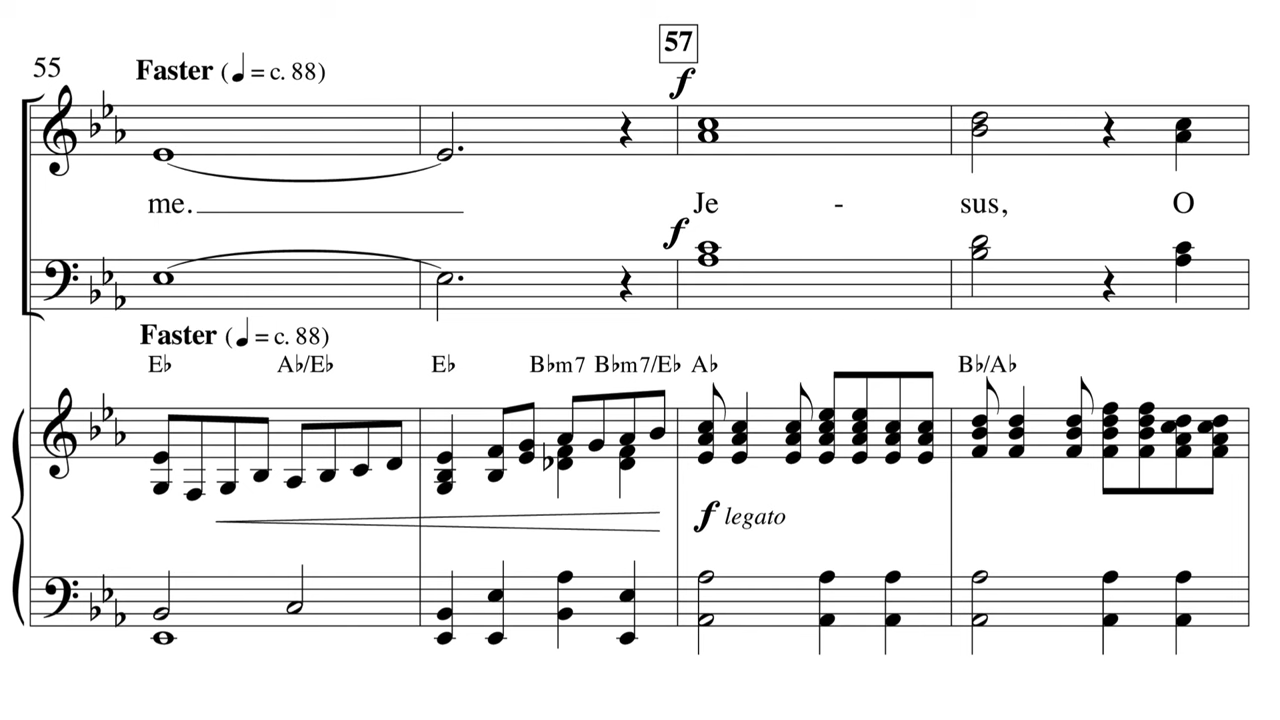 57
55 Faster (♩ = c. 88)
f
me. Je - sus, O
f
Faster (♩ = c. 88)
E♭ A♭/E♭ E♭ B♭m7 B♭m7/E♭ A♭ B♭/A♭
f legato